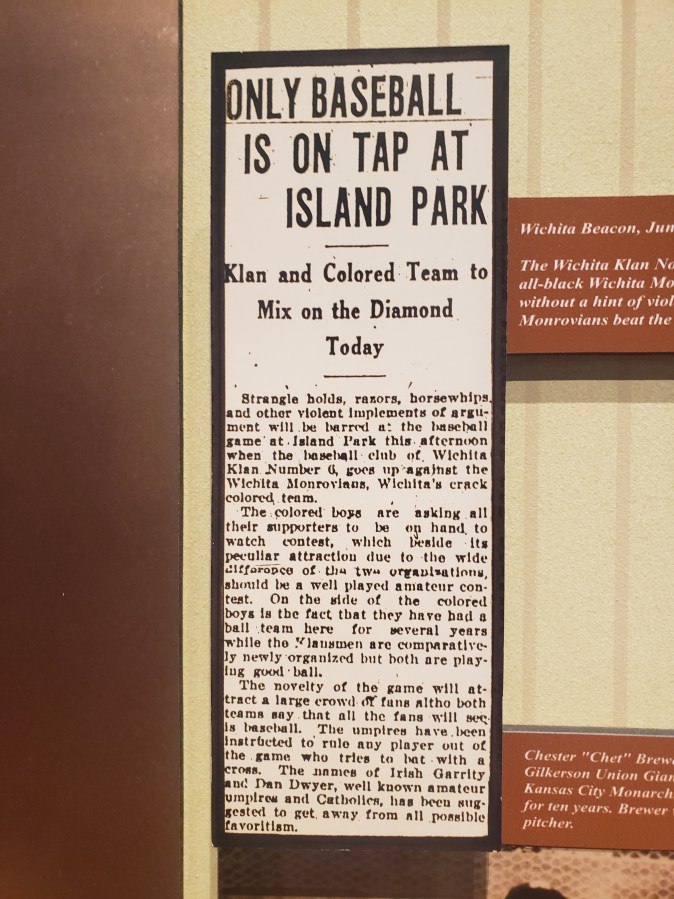 ONLY BASEBALL
IS ON TAP AT
ISLAND PARK
Klan and Colored Team to
Mix on the Diamond
Today
Strangle holds, razors, horsewhips,
and other violent implements of argu-
ment will be barred at the baseball
game at Island Park this afternoon
when the baseball club of Wichita
Klan Number 6, goes up against the
Wichita Monrovians, Wichita's crack
colored team.
The colored boys are asking all
their supporters to be on hand to
watch contest, which beside its
peculiar attraction due to the wide
difference of the two organizations,
should be a well played amateur con-
test. On the side of the colored
boys is the fact that they have had a
ball team here for several years
while the Klansmen are comparative-
ly newly organized but both are play-
ing good ball.
The novelty of the game will at-
tract a large crowd of fans altho both
teams say that all the fans will see
is baseball. The umpires have been
instructed to rule any player out of
the game who tries to bat with a
cross. The names of Irish Garrity
and Dan Dwyer, well known amateur
umpires and Catholics, has been sug-
gested to get away from all possible
favoritism.
Wichita Beacon, Jun
The Wichita Klan No
all-black Wichita Mo
without a hint of viol
Monrovians beat the
Chester "Chet" Brew
Gilkerson Union Gian
Kansas City Monarch
for ten years. Brewer
pitcher.